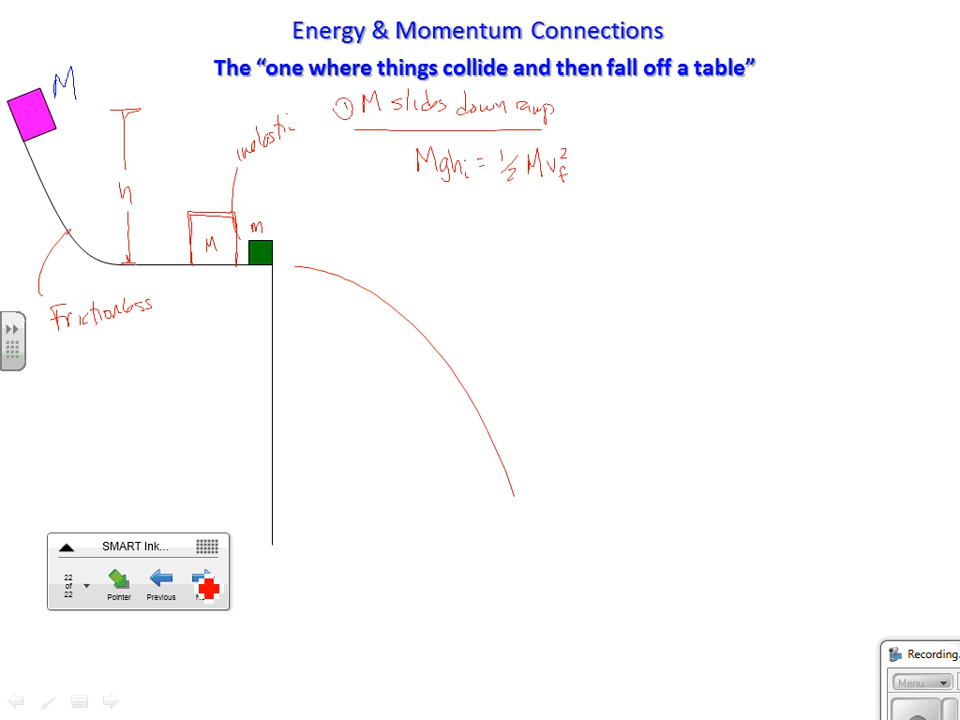 Energy & Momentum Connections
The “one where things collide and then fall off a table”
M
① M slides down ramp
Mghi = 1/2 Mvf²
inelastic
h
M
m
Frictionless
SMART Ink...
22
of
22
Pointer
Previous
Recording.
Menu